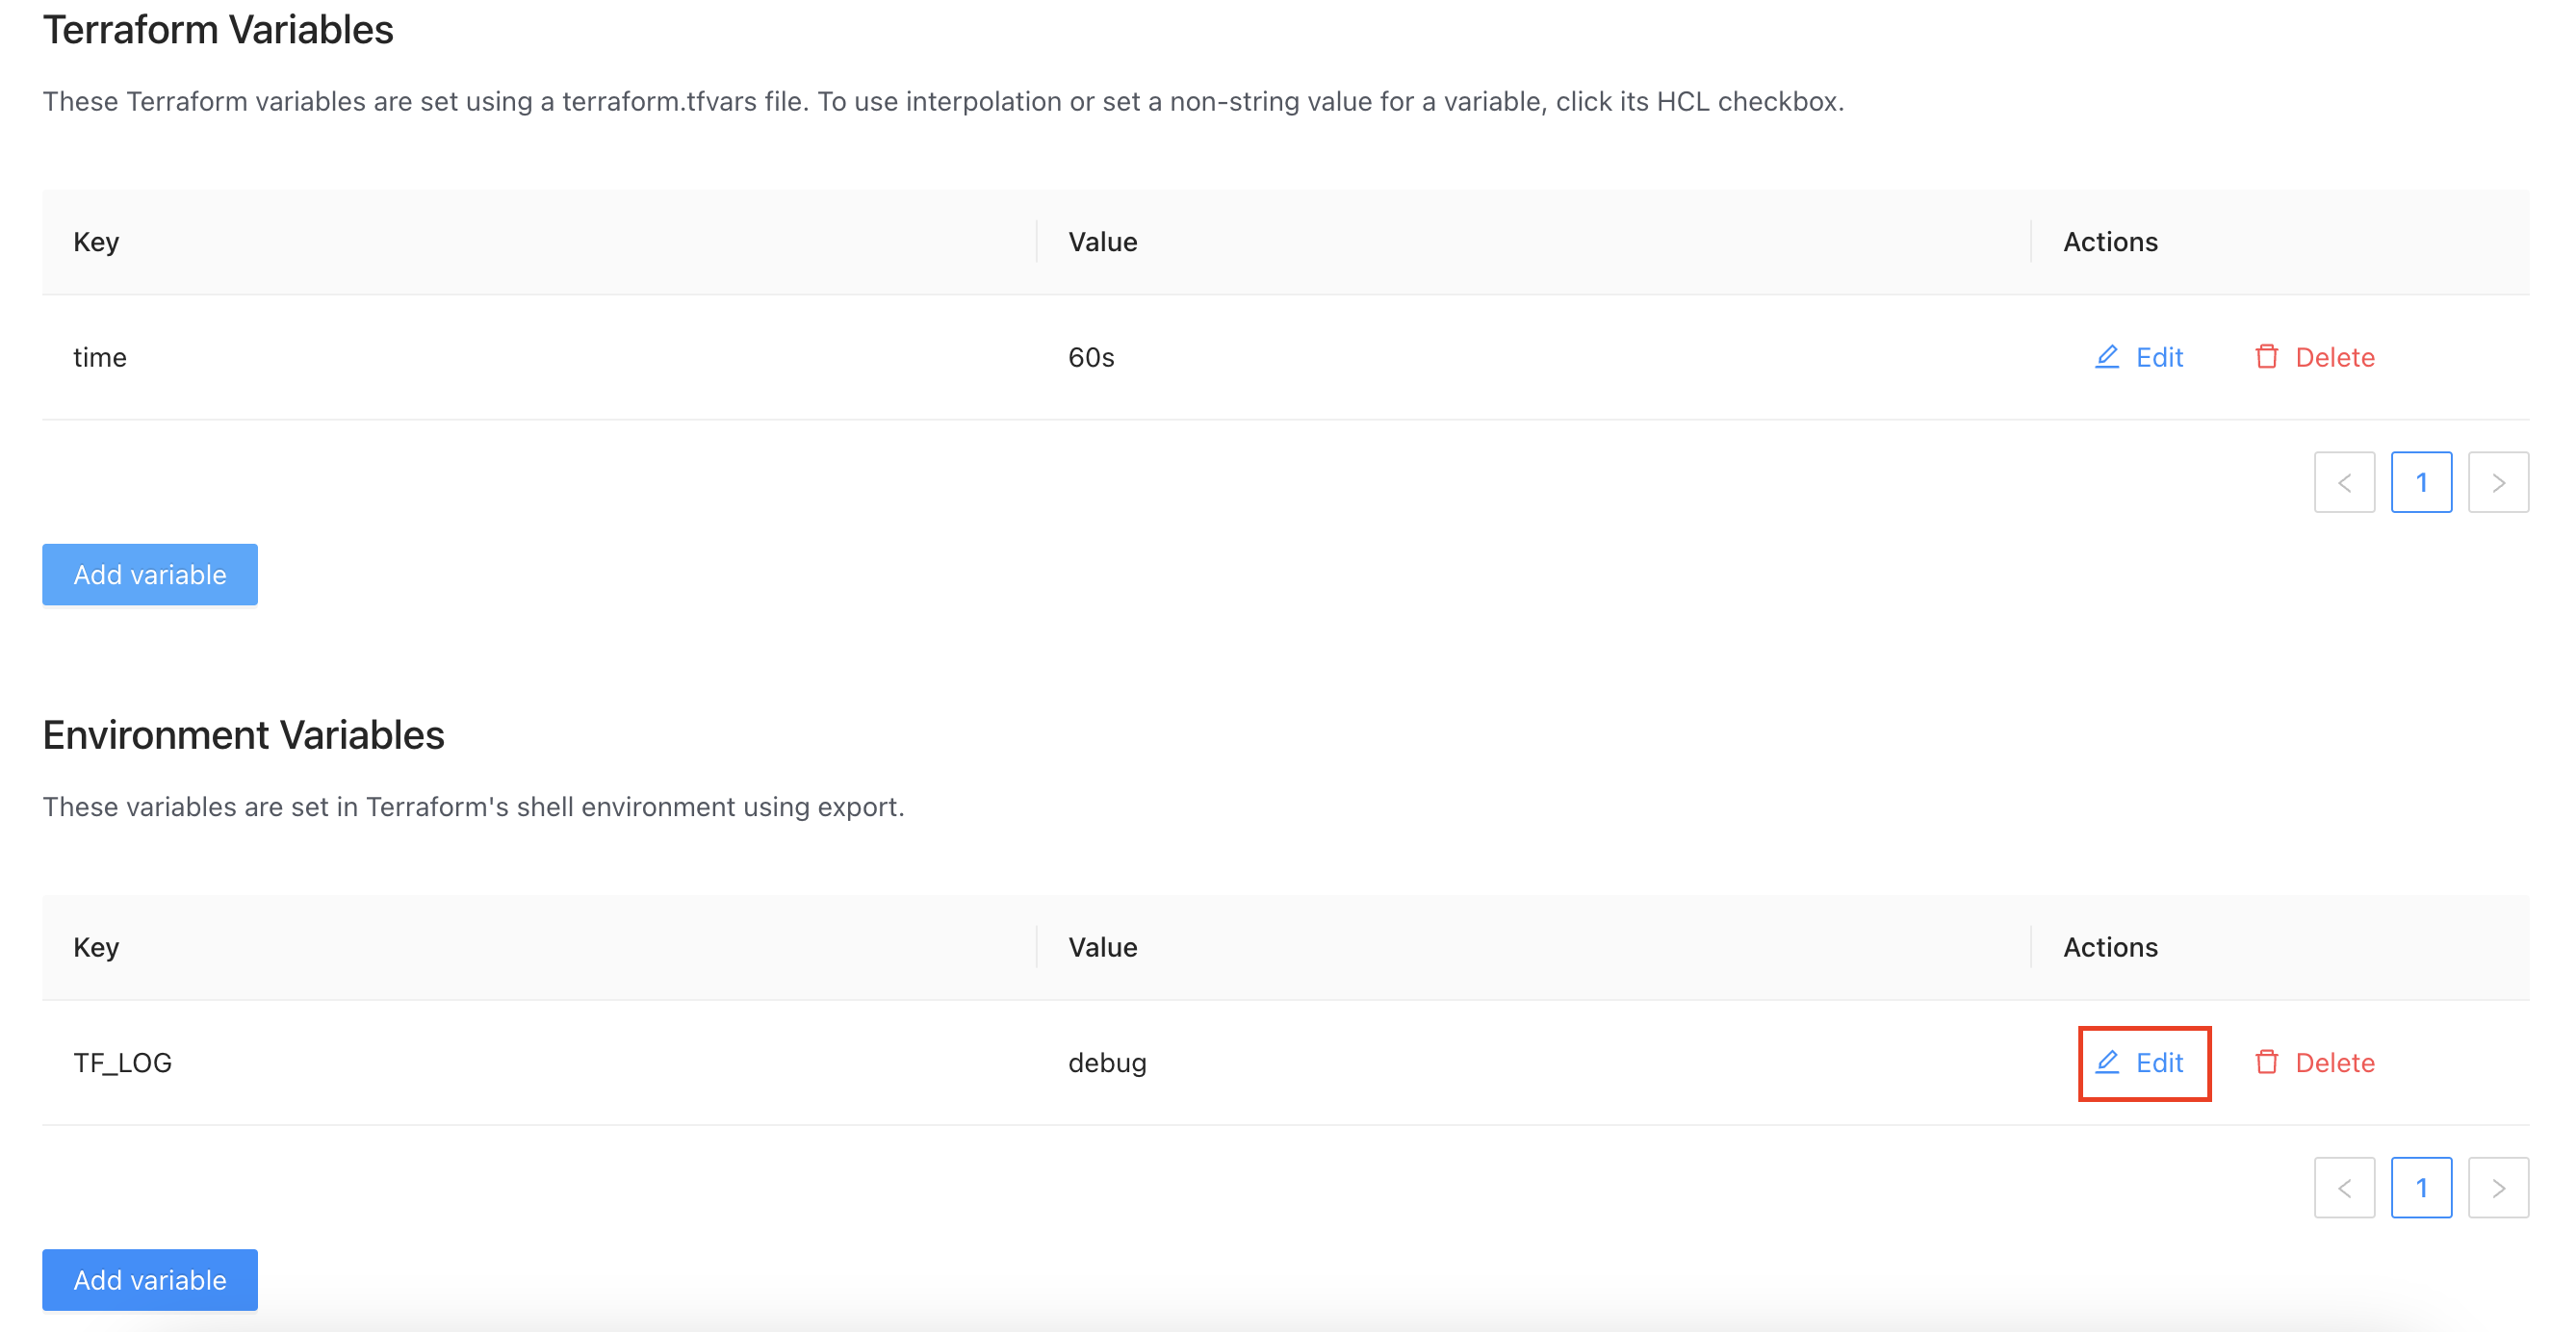 Terraform Variables
These Terraform variables are set using a terraform.tfvars file. To use interpolation or set a non-string value for a variable, click its HCL checkbox.
Key Value Actions
time 60s Edit Delete
< 1 >
Add variable
Environment Variables
These variables are set in Terraform's shell environment using export.
Key Value Actions
TF_LOG debug Edit Delete
< 1 >
Add variable